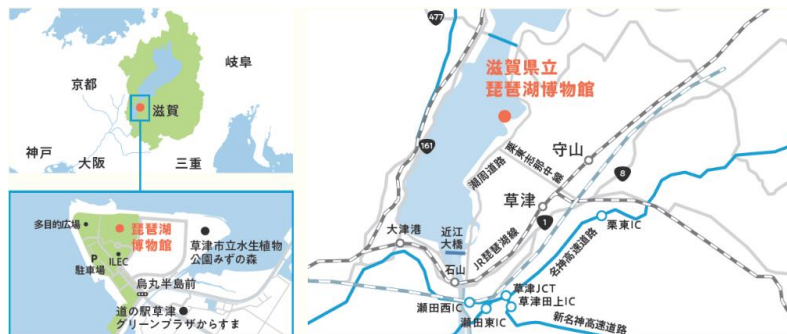 岐阜
京都
滋賀
神戸
大阪
三重
多目的広場
琵琶湖
博物館
草津市立水生植物
公園みずの森
P
駐車場
ILEC
烏丸半島前
道の駅草津
グリーンプラザからすま
477
滋賀県立
琵琶湖博物館
161
湖周道路
栗東志那中線
守山
8
草津
1
栗東IC
大津港
近江
大橋
JR琵琶湖線
名神高速道路
石山
草津JCT
草津田上IC
瀬田西IC
瀬田東IC
新名神高速道路